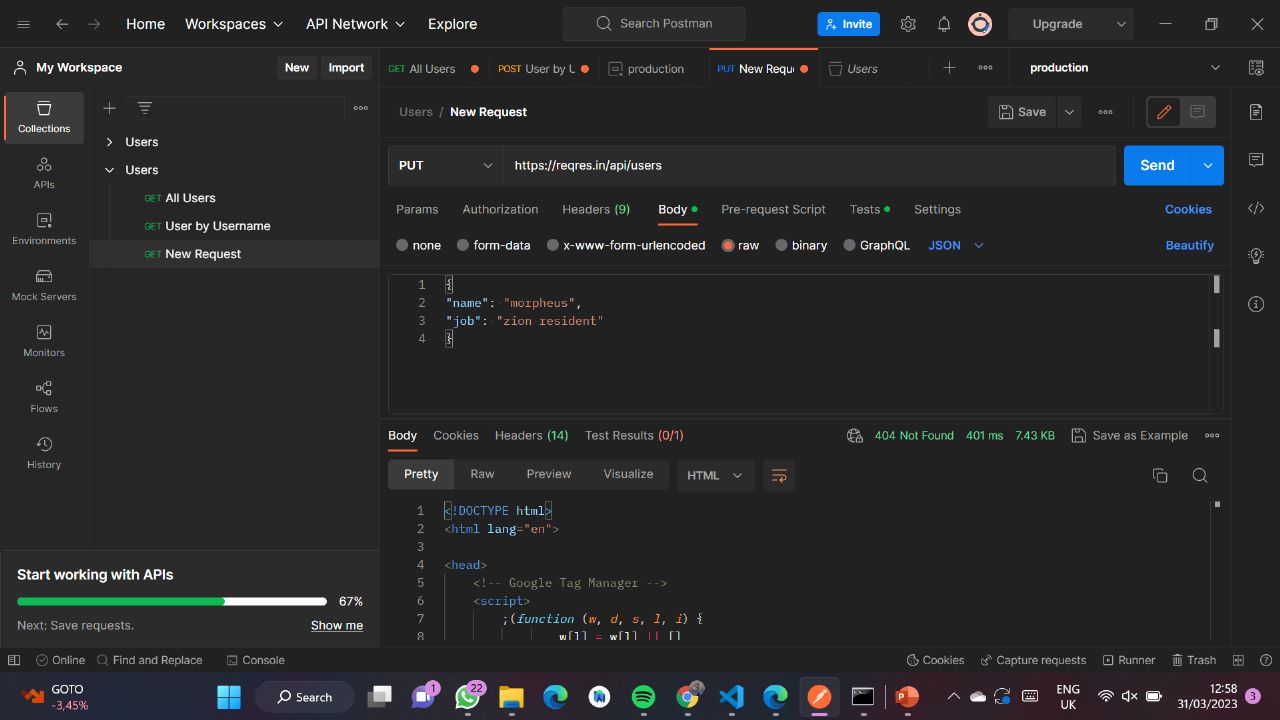 Home
Workspaces
API Network
Explore
Search Postman
Invite
Upgrade
My Workspace
New
Import
GET All Users
POST User by U
production
PUT New Reque
Users
production
Collections
APIs
Environments
Mock Servers
Monitors
Flows
History
Users
Users
GET All Users
GET User by Username
GET New Request
Users / New Request
Save
PUT
https://reqres.in/api/users
Send
Params
Authorization
Headers (9)
Body
Pre-request Script
Tests
Settings
Cookies
none
form-data
x-www-form-urlencoded
raw
binary
GraphQL
JSON
Beautify
1 {
2 "name": "morpheus",
3 "job": "zion resident"
4 }
Body
Cookies
Headers (14)
Test Results (0/1)
404 Not Found
401 ms
7.43 KB
Save as Example
Pretty
Raw
Preview
Visualize
HTML
1 <!DOCTYPE html>
2 <html lang="en">
3
4 <head>
5 <!-- Google Tag Manager -->
6 <script>
7 ;(function (w, d, s, l, i) {
8 w[l] = w[l] || []
Start working with APIs
67%
Next: Save requests.
Show me
Online
Find and Replace
Console
Cookies
Capture requests
Runner
Trash
GOTO
-3,45%
Search
1
22
ENG
UK
12:58
31/03/2023
3